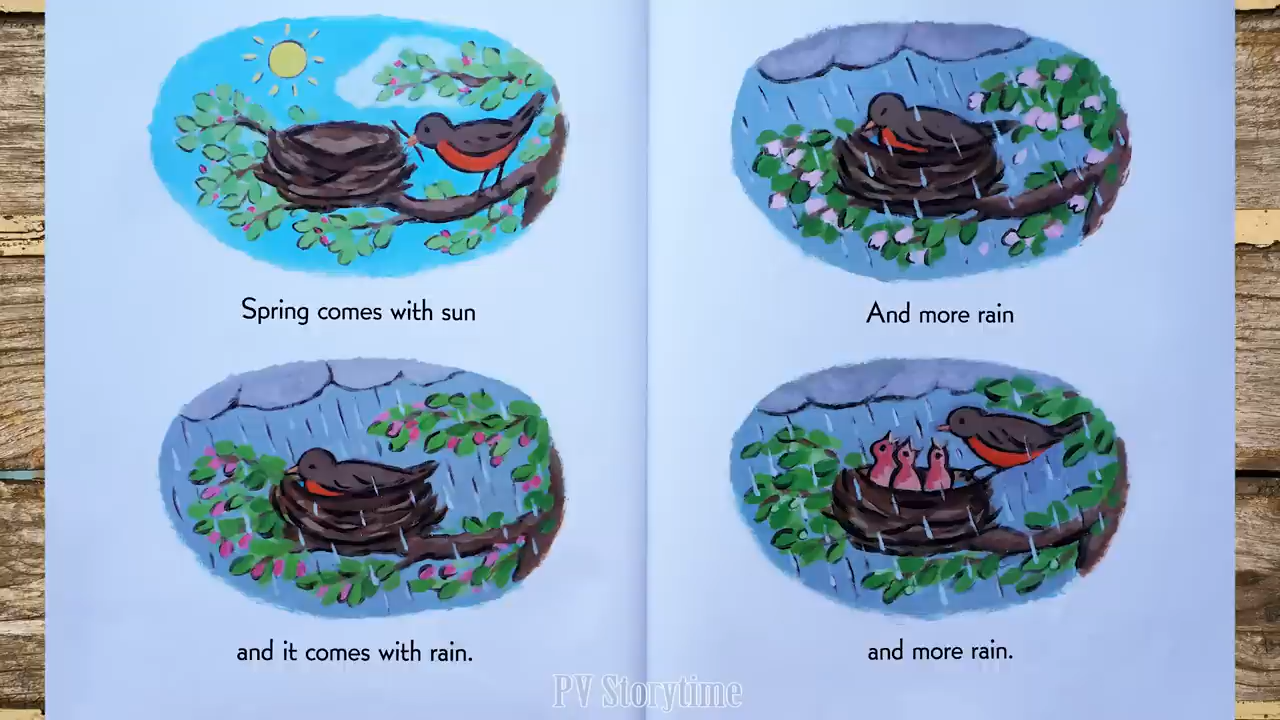 Spring comes with sun
and it comes with rain.
And more rain
and more rain.
PV Storytime